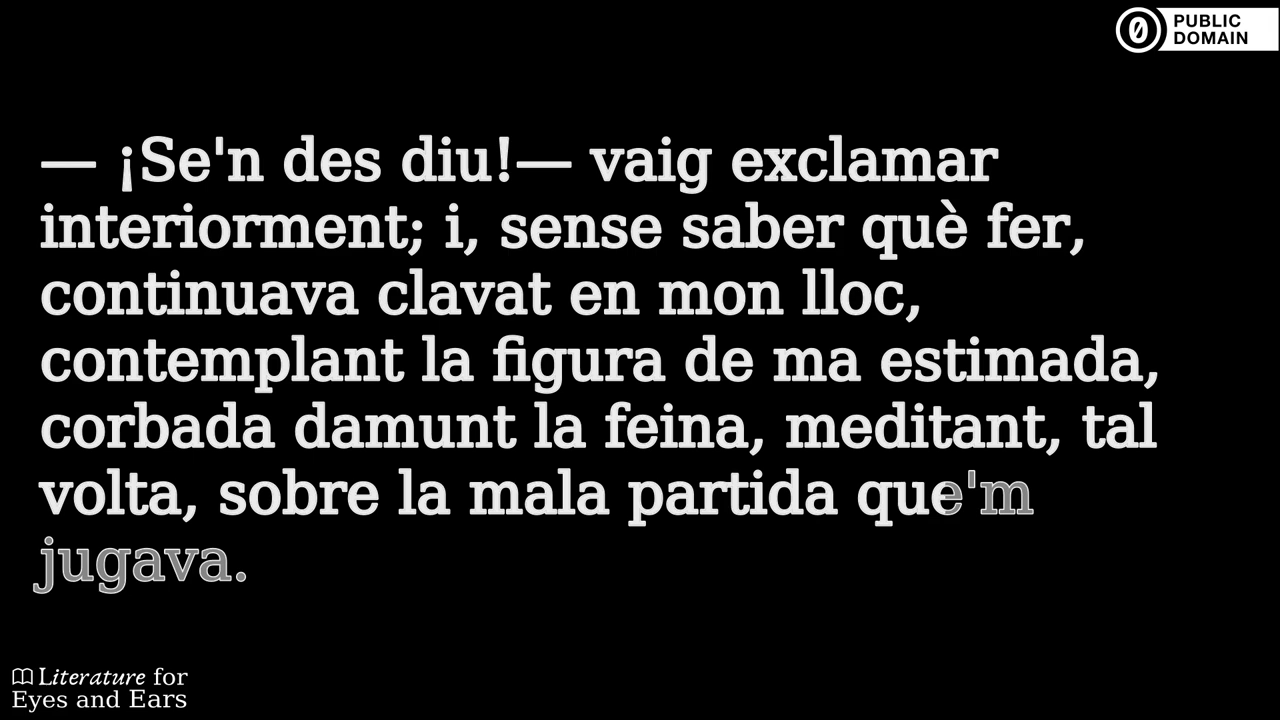 PUBLIC
DOMAIN
— ¡Se'n des diu!— vaig exclamar
interiorment; i, sense saber què fer,
continuava clavat en mon lloc,
contemplant la figura de ma estimada,
corbada damunt la feina, meditant, tal
volta, sobre la mala partida que'm
jugava.
Literature for
Eyes and Ears